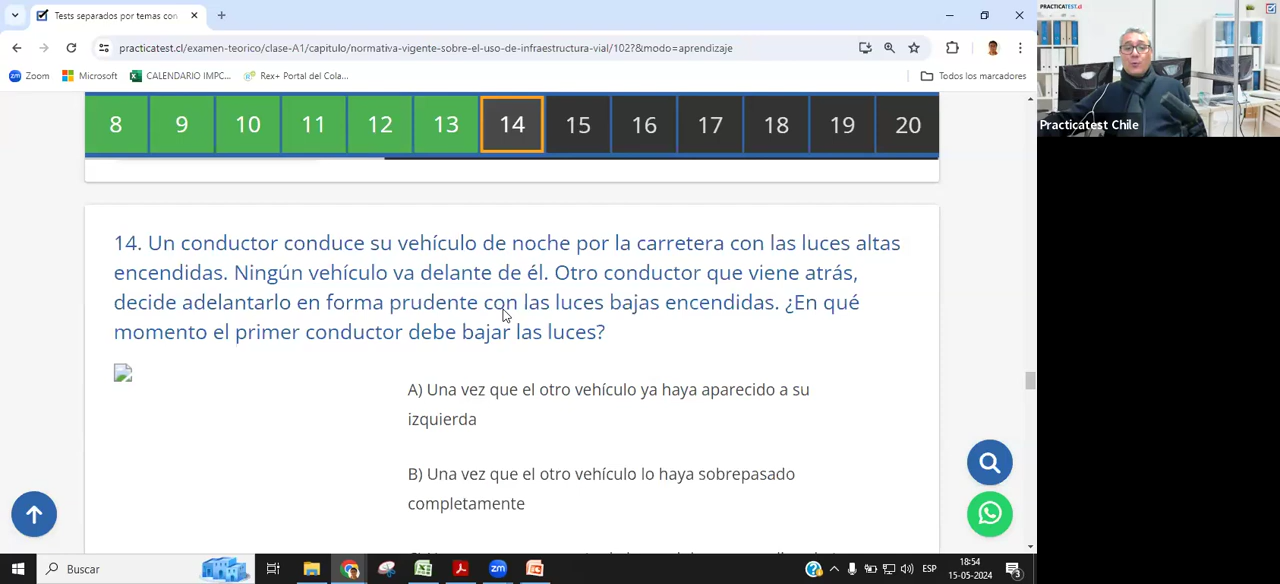 Tests separados por temas con
practicatest.cl/examen-teorico/clase-A1/capitulo/normativa-vigente-sobre-el-uso-de-infraestructura-vial/102?&modo=aprendizaje
Zoom
Microsoft
CALENDARIO IMPC...
Rex+ Portal del Cola...
Todos los marcadores
PRACTICATEST.cl
Practicatest Chile
8 9 10 11 12 13 14 15 16 17 18 19 20
14. Un conductor conduce su vehículo de noche por la carretera con las luces altas
encendidas. Ningún vehículo va delante de él. Otro conductor que viene atrás,
decide adelantarlo en forma prudente con las luces bajas encendidas. ¿En qué
momento el primer conductor debe bajar las luces?
A) Una vez que el otro vehículo ya haya aparecido a su
izquierda
B) Una vez que el otro vehículo lo haya sobrepasado
completamente
Buscar
ESP
18:54
15-05-2024
3